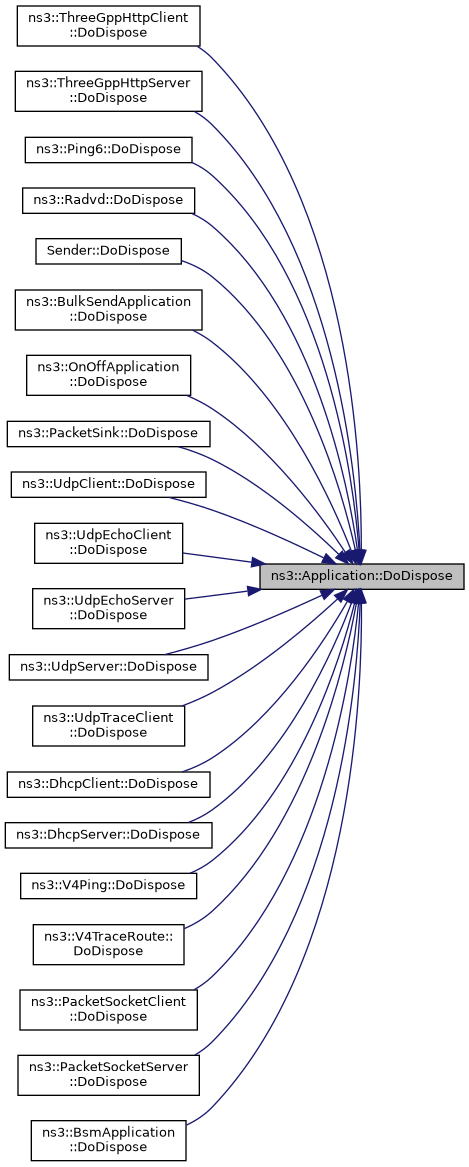 ns3::ThreeGppHttpClient
::DoDispose
ns3::ThreeGppHttpServer
::DoDispose
ns3::Ping6::DoDispose
ns3::Radvd::DoDispose
Sender::DoDispose
ns3::BulkSendApplication
::DoDispose
ns3::OnOffApplication
::DoDispose
ns3::PacketSink::DoDispose
ns3::UdpClient::DoDispose
ns3::UdpEchoClient
::DoDispose
ns3::Application::DoDispose
ns3::UdpEchoServer
::DoDispose
ns3::UdpServer::DoDispose
ns3::UdpTraceClient
::DoDispose
ns3::DhcpClient::DoDispose
ns3::DhcpServer::DoDispose
ns3::V4Ping::DoDispose
ns3::V4TraceRoute::
DoDispose
ns3::PacketSocketClient
::DoDispose
ns3::PacketSocketServer
::DoDispose
ns3::BsmApplication
::DoDispose